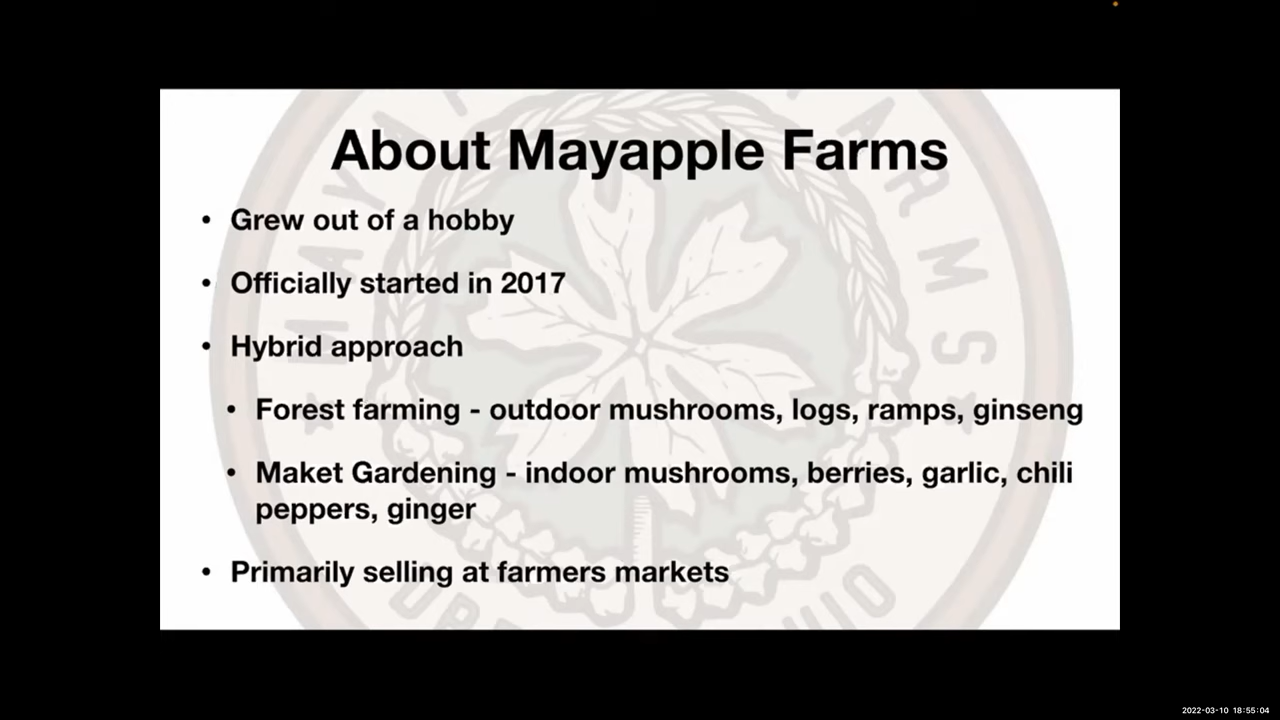 About Mayapple Farms
• Grew out of a hobby
• Officially started in 2017
• Hybrid approach
• Forest farming - outdoor mushrooms, logs, ramps, ginseng
• Maket Gardening - indoor mushrooms, berries, garlic, chili
peppers, ginger
• Primarily selling at farmers markets
2022-03-10 18:55:04